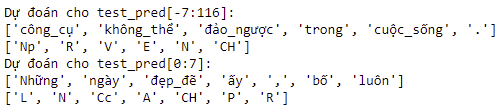 Dự đoán cho test_pred[-7:116]:
['công_cụ', 'không_thể', 'đảo_ngược', 'trong', 'cuộc_sống', '.']
['Np', 'R', 'V', 'E', 'N', 'CH']
Dự đoán cho test_pred[0:7]:
['Những', 'ngày', 'đẹp_đẽ', 'ấy', ',', 'bố', 'luôn']
['L', 'N', 'Cc', 'A', 'CH', 'P', 'R']